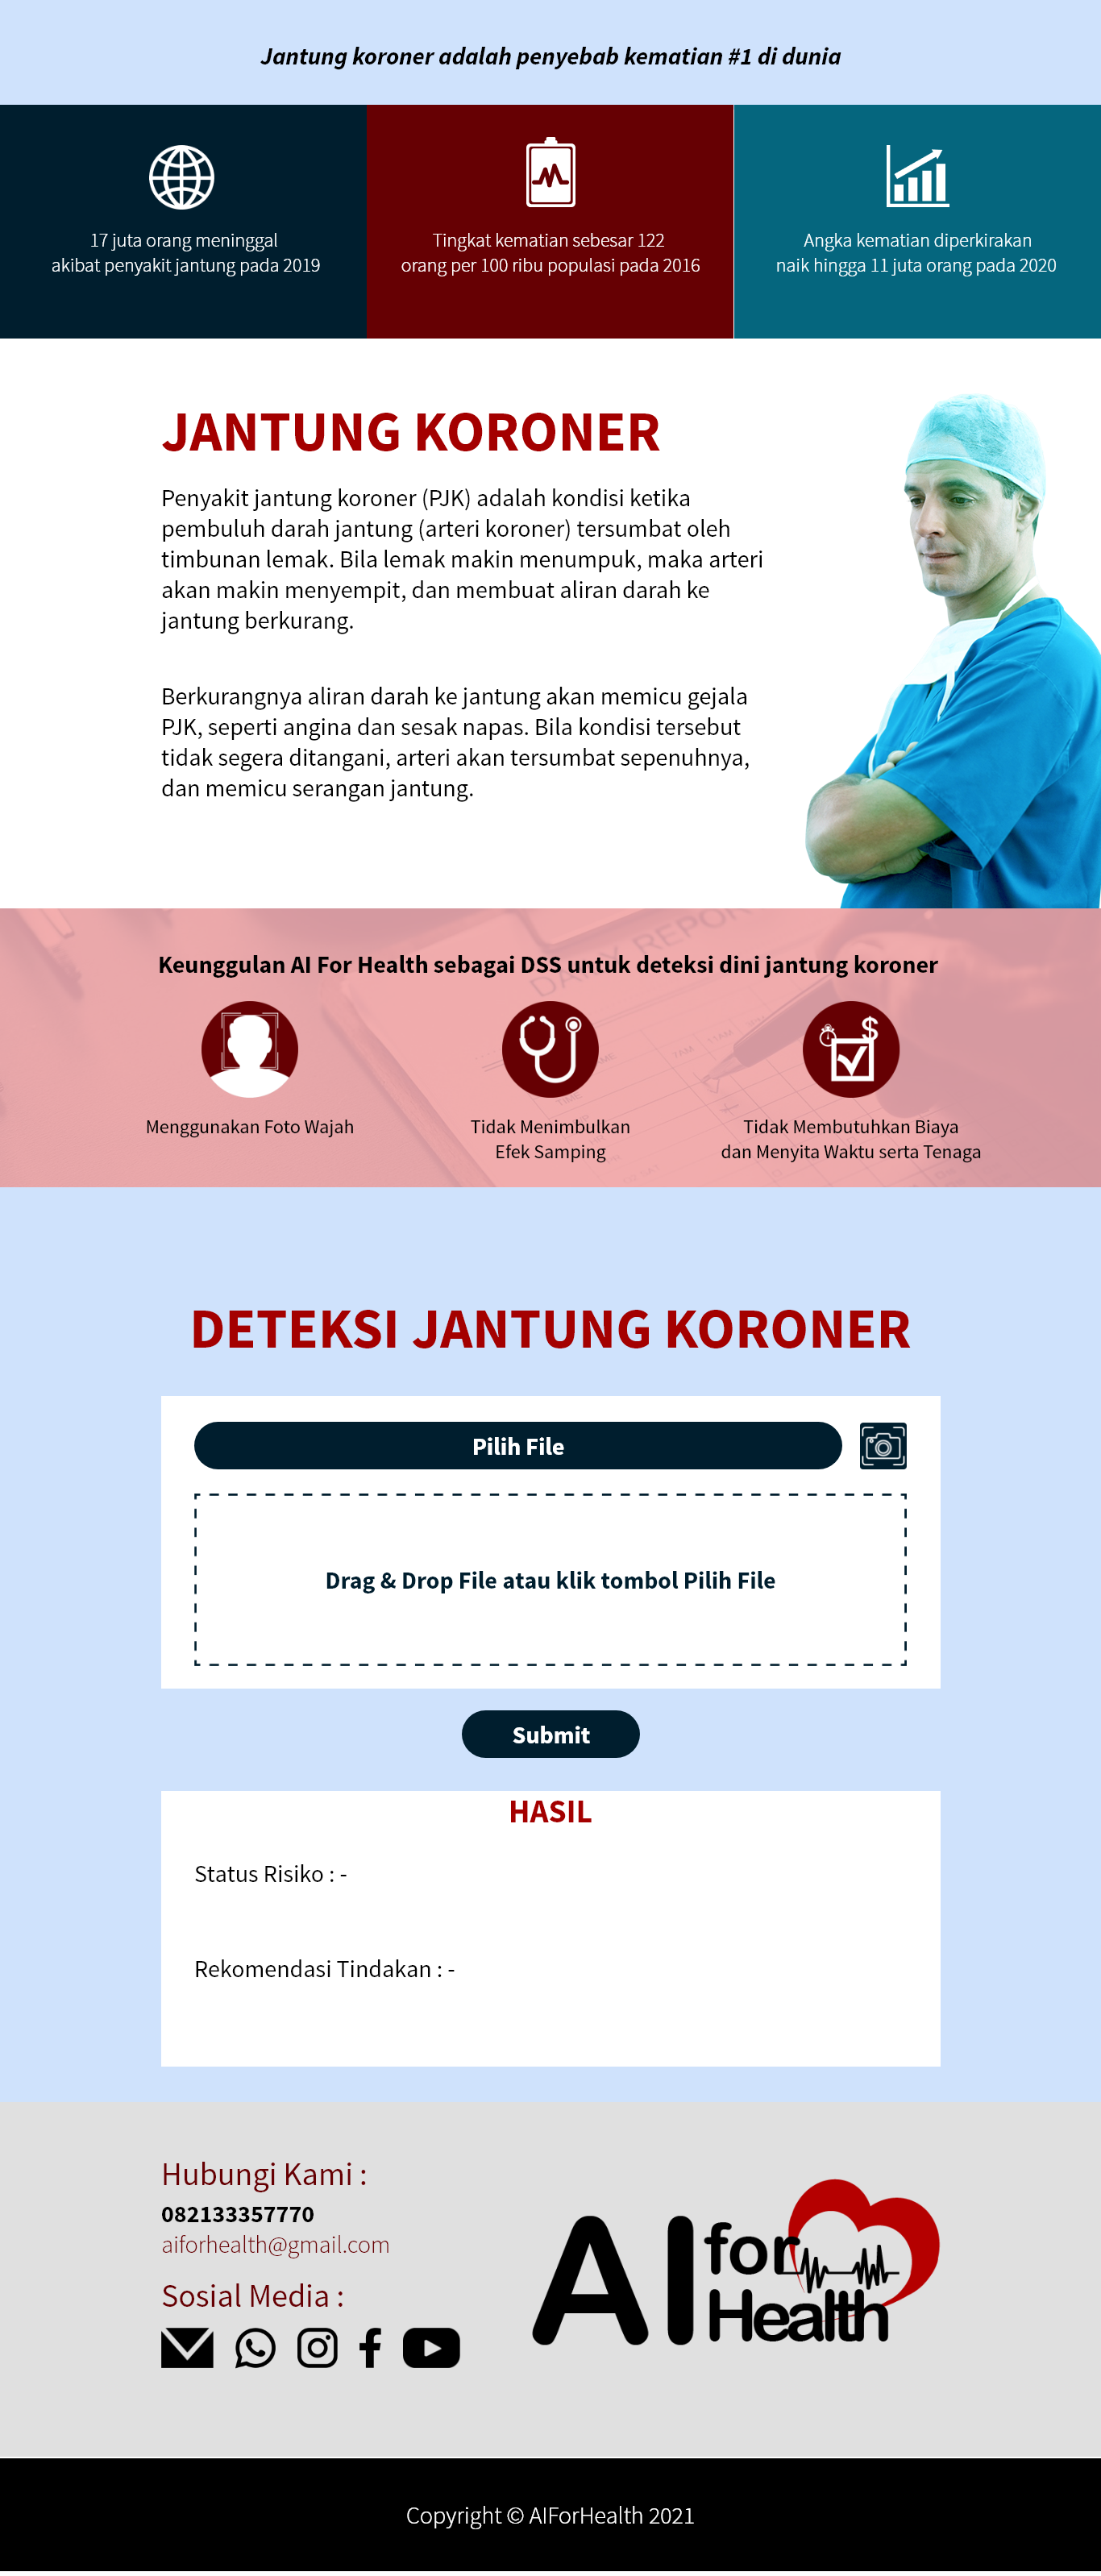 Jantung koroner adalah penyebab kematian #1 di dunia
17 juta orang meninggal
akibat penyakit jantung pada 2019
Tingkat kematian sebesar 122
orang per 100 ribu populasi pada 2016
Angka kematian diperkirakan
naik hingga 11 juta orang pada 2020
JANTUNG KORONER
Penyakit jantung koroner (PJK) adalah kondisi ketika
pembuluh darah jantung (arteri koroner) tersumbat oleh
timbunan lemak. Bila lemak makin menumpuk, maka arteri
akan makin menyempit, dan membuat aliran darah ke
jantung berkurang.
Berkurangnya aliran darah ke jantung akan memicu gejala
PJK, seperti angina dan sesak napas. Bila kondisi tersebut
tidak segera ditangani, arteri akan tersumbat sepenuhnya,
dan memicu serangan jantung.
DAILY REPOR
Keunggulan AI For Health sebagai DSS untuk deteksi dini jantung koroner
Menggunakan Foto Wajah
Tidak Menimbulkan
Efek Samping
Tidak Membutuhkan Biaya
dan Menyita Waktu serta Tenaga
DETEKSI JANTUNG KORONER
Pilih File
Drag & Drop File atau klik tombol Pilih File
Submit
HASIL
Status Risiko : -
Rekomendasi Tindakan : -
Hubungi Kami :
082133357770
aiforhealth@gmail.com
Sosial Media :
AI for
Health
Copyright © AIForHealth 2021